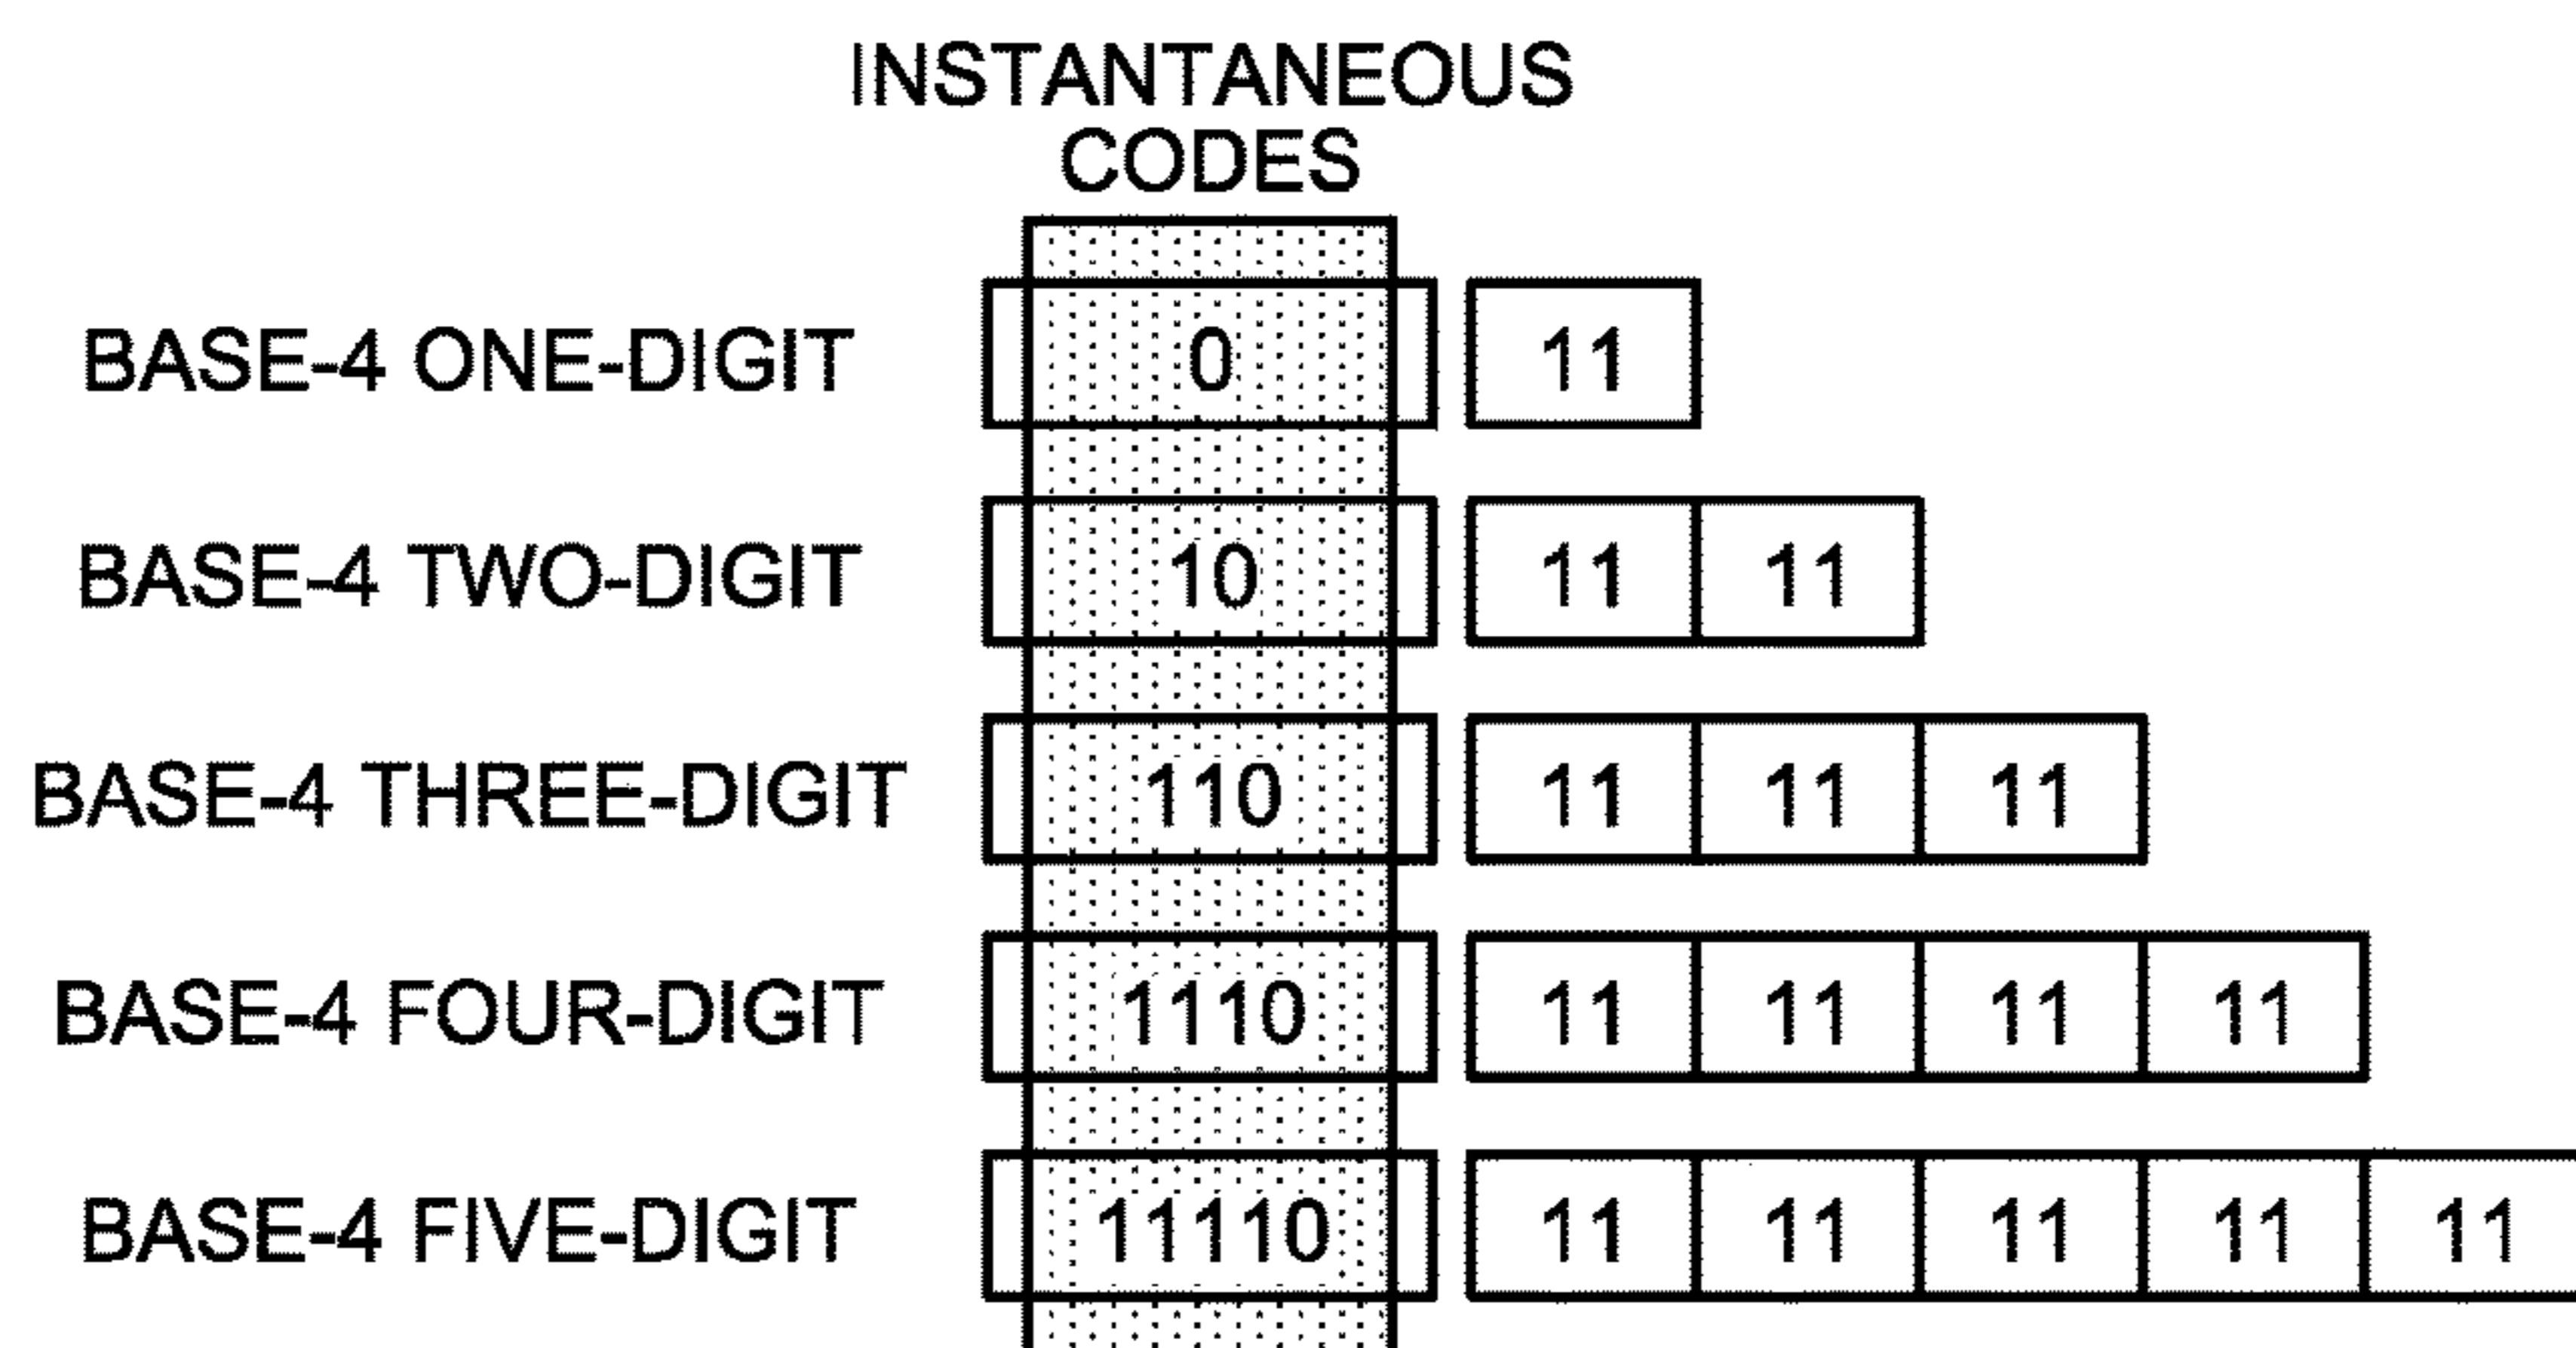 INSTANTANEOUS
CODES
BASE-4 ONE-DIGIT 0 11
BASE-4 TWO-DIGIT 10 11 11
BASE-4 THREE-DIGIT 110 11 11 11
BASE-4 FOUR-DIGIT 1110 11 11 11 11
BASE-4 FIVE-DIGIT 11110 11 11 11 11 11